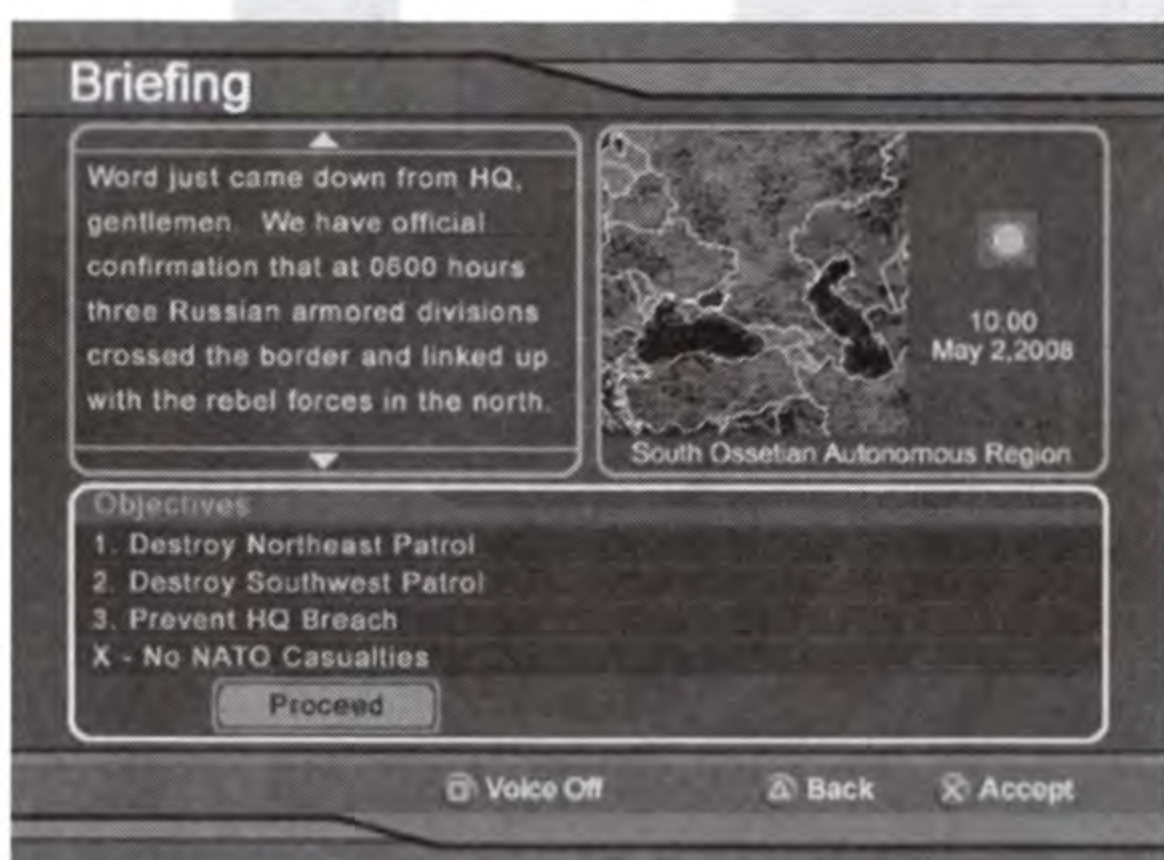 Briefing
Word just came down from HQ,
gentlemen. We have official
confirmation that at 0600 hours
three Russian armored divisions
crossed the border and linked up
with the rebel forces in the north.
10:00
May 2,2008
South Ossetian Autonomous Region
Objectives
1. Destroy Northeast Patrol
2. Destroy Southwest Patrol
3. Prevent HQ Breach
X - No NATO Casualties
Proceed
Voice Off
Back
Accept